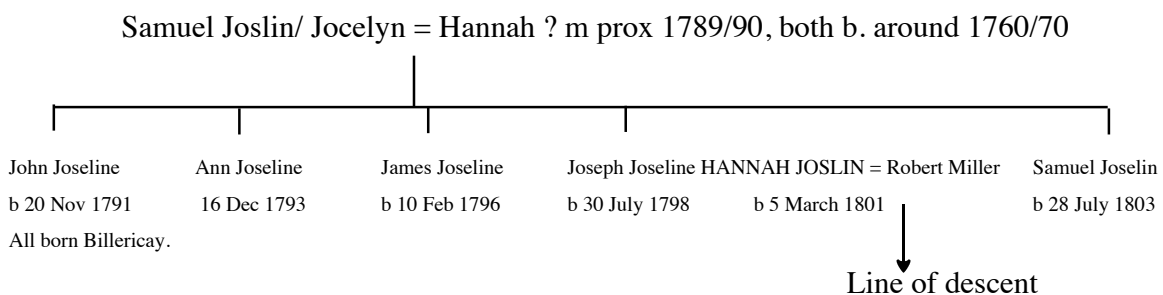 Samuel Joslin/ Jocelyn = Hannah ? m prox 1789/90, both b. around 1760/70
John Joseline Ann Joseline James Joseline Joseph Joseline HANNAH JOSLIN = Robert Miller Samuel Joselin
b 20 Nov 1791 16 Dec 1793 b 10 Feb 1796 b 30 July 1798 b 5 March 1801 b 28 July 1803
All born Billericay.
Line of descent